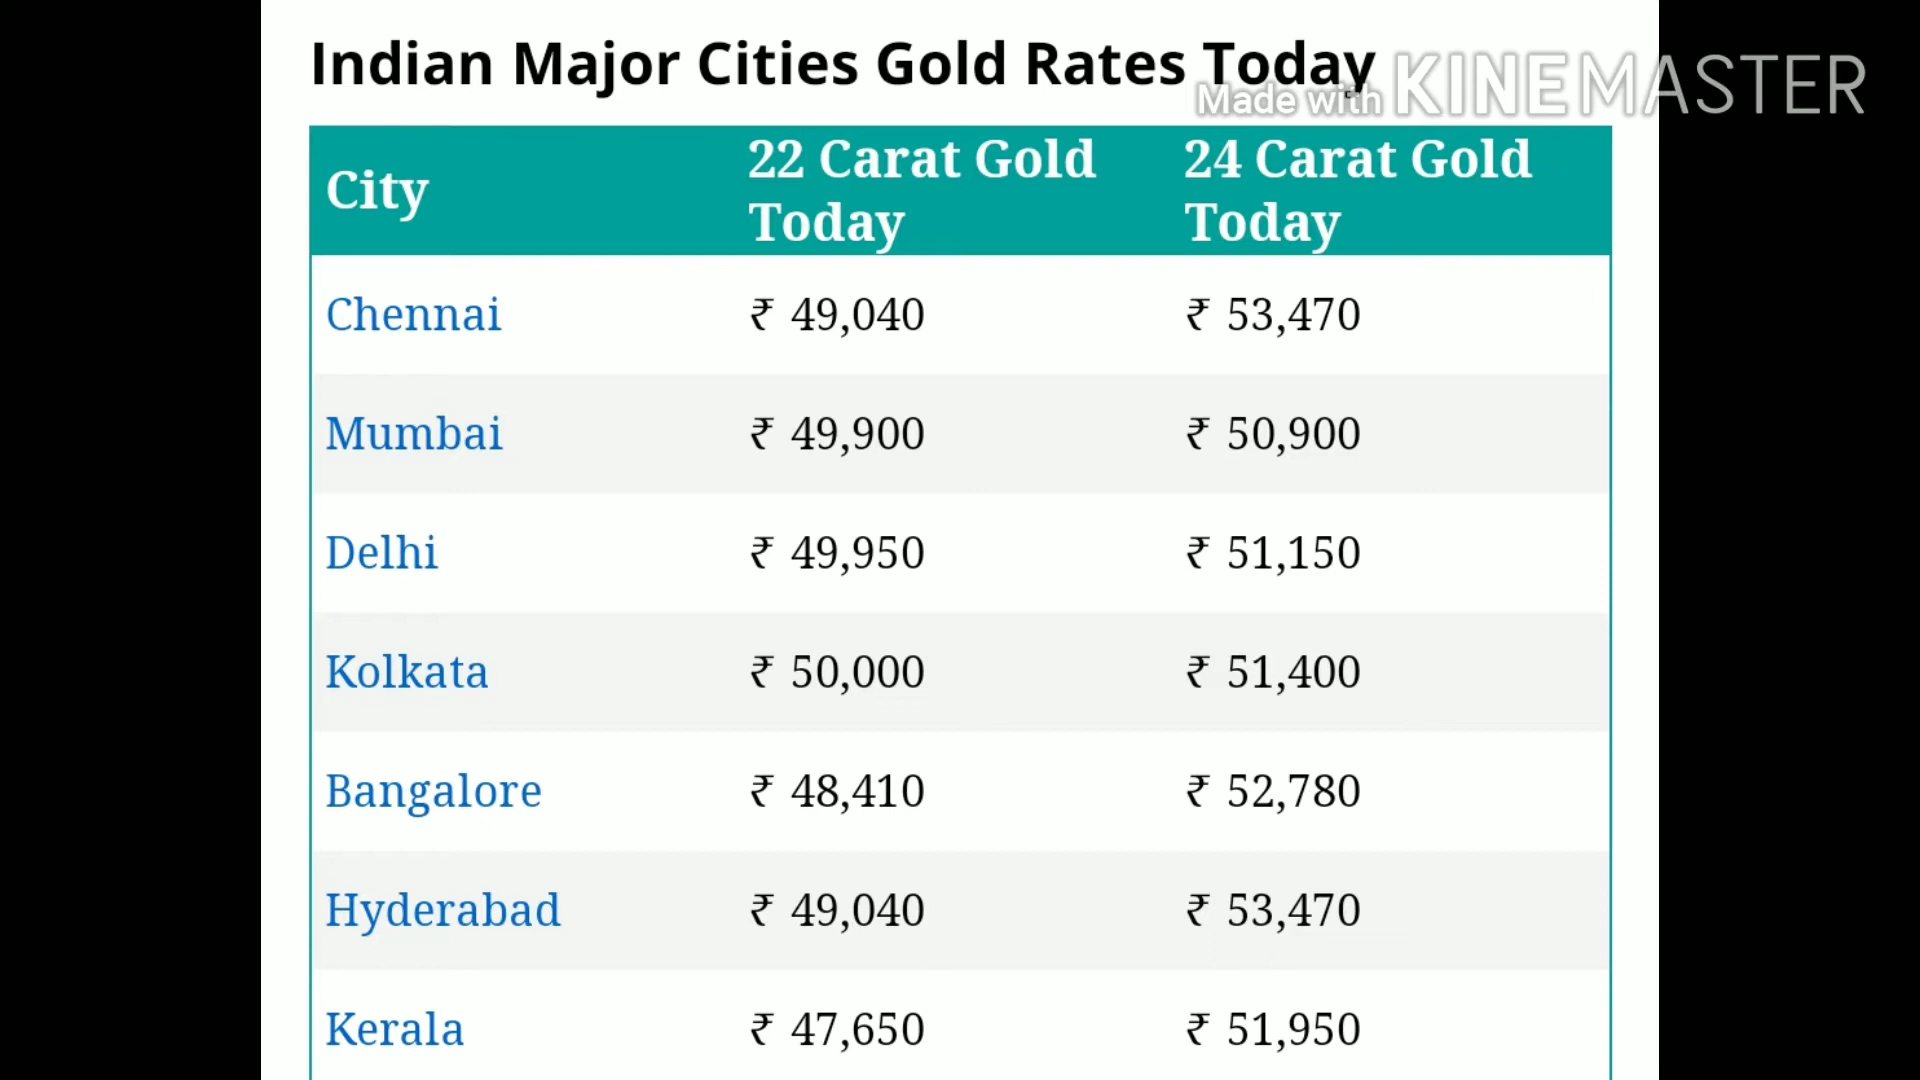 Indian Major Cities Gold Rates Today
Made with KINEMASTER
City 22 Carat Gold Today 24 Carat Gold Today
Chennai ₹ 49,040 ₹ 53,470
Mumbai ₹ 49,900 ₹ 50,900
Delhi ₹ 49,950 ₹ 51,150
Kolkata ₹ 50,000 ₹ 51,400
Bangalore ₹ 48,410 ₹ 52,780
Hyderabad ₹ 49,040 ₹ 53,470
Kerala ₹ 47,650 ₹ 51,950